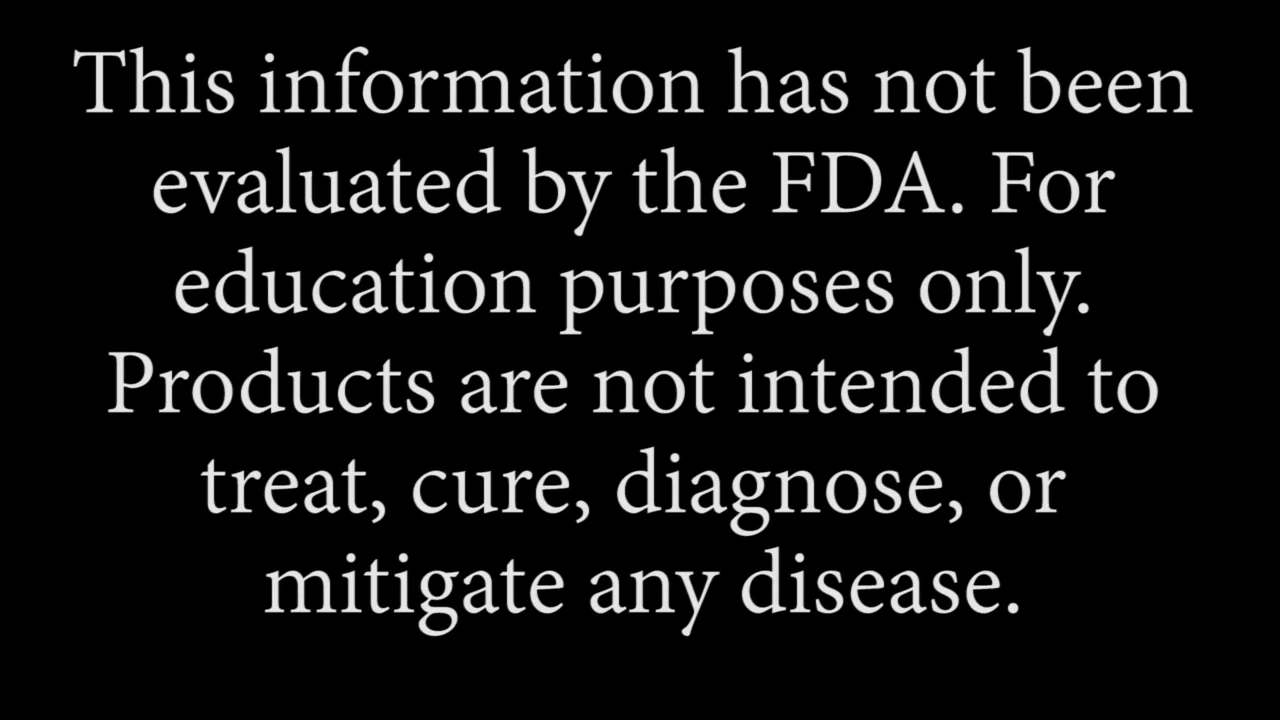 This information has not been
evaluated by the FDA. For
education purposes only.
Products are not intended to
treat, cure, diagnose, or
mitigate any disease.